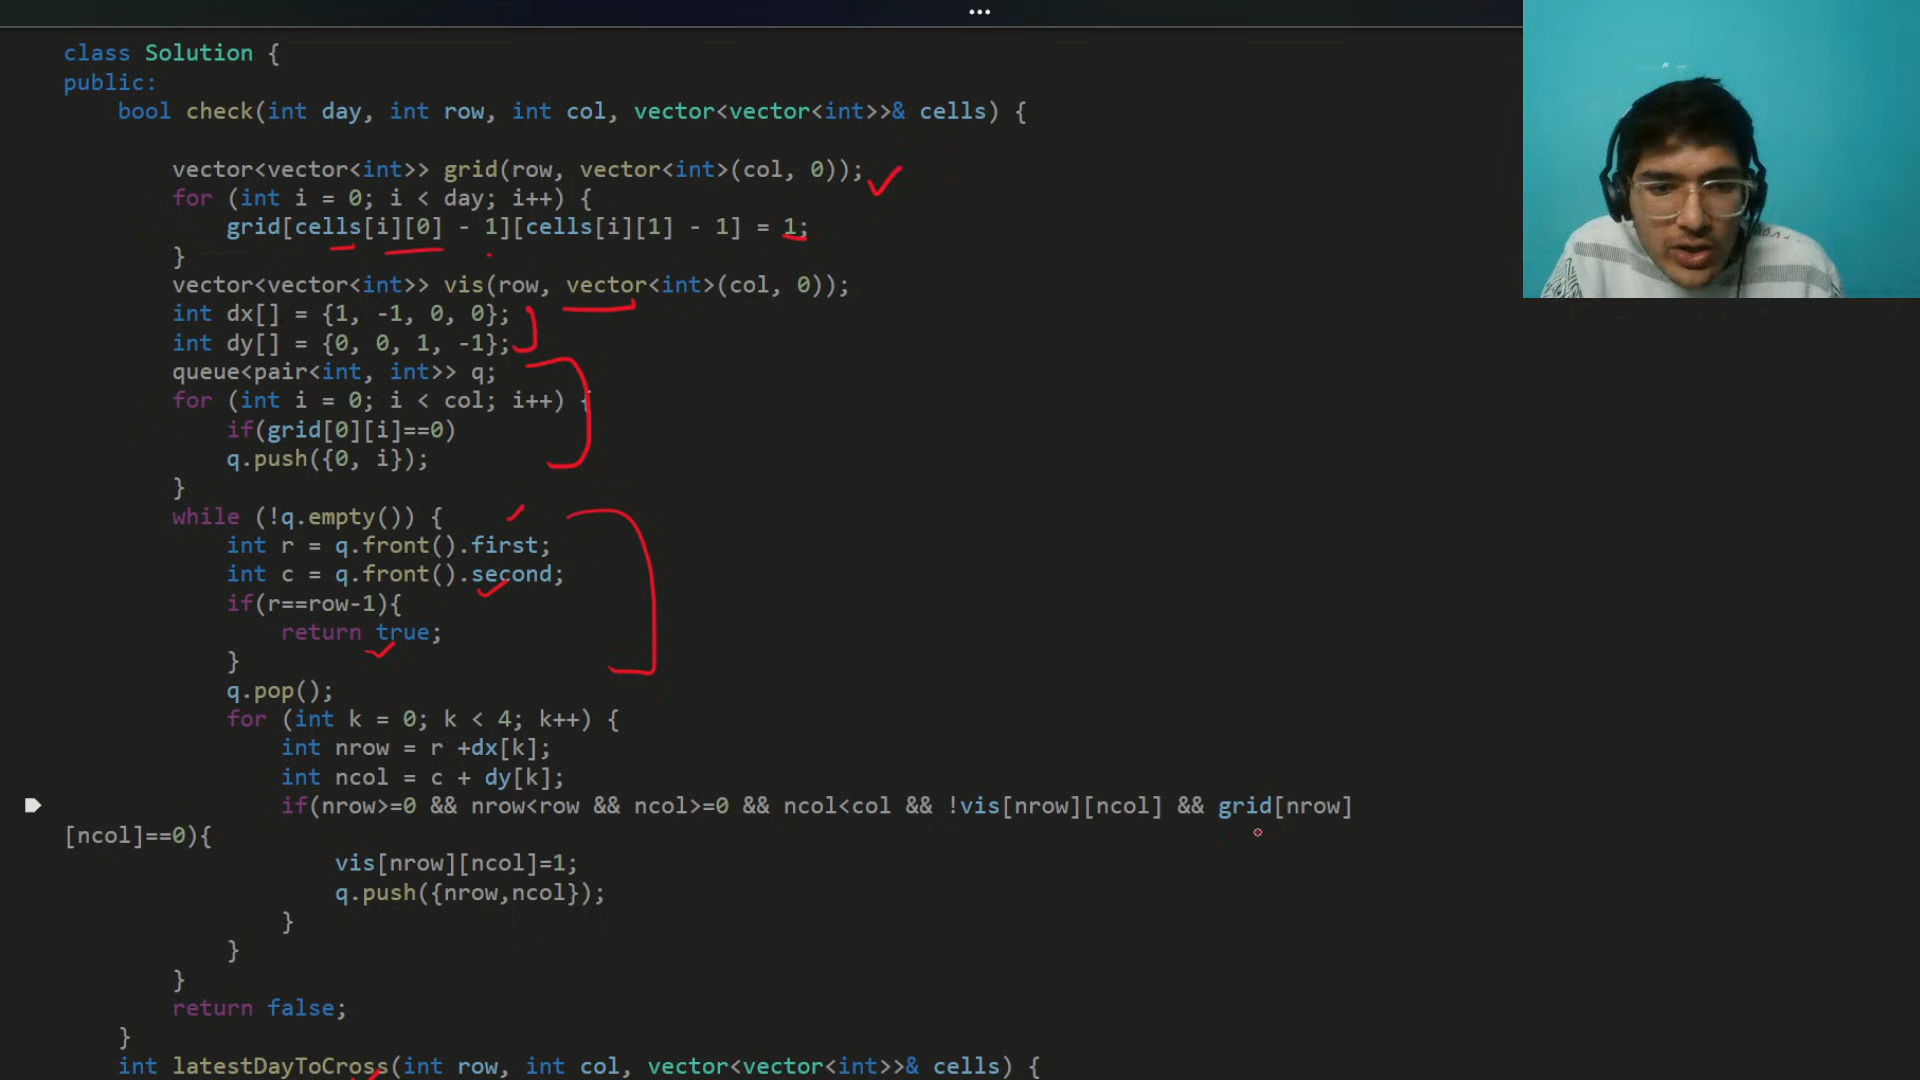 ...
class Solution {
public:
bool check(int day, int row, int col, vector<vector<int>>& cells) {
vector<vector<int>> grid(row, vector<int>(col, 0));
for (int i = 0; i < day; i++) {
grid[cells[i][0] - 1][cells[i][1] - 1] = 1;
}
vector<vector<int>> vis(row, vector<int>(col, 0));
int dx[] = {1, -1, 0, 0};
int dy[] = {0, 0, 1, -1};
queue<pair<int, int>> q;
for (int i = 0; i < col; i++) {
if(grid[0][i]==0)
q.push({0, i});
}
while (!q.empty()) {
int r = q.front().first;
int c = q.front().second;
if(r==row-1){
return true;
}
q.pop();
for (int k = 0; k < 4; k++) {
int nrow = r +dx[k];
int ncol = c + dy[k];
if(nrow>=0 && nrow<row && ncol>=0 && ncol<col && !vis[nrow][ncol] && grid[nrow]
[ncol]==0){
vis[nrow][ncol]=1;
q.push({nrow,ncol});
}
}
}
return false;
}
int latestDayToCross(int row, int col, vector<vector<int>>& cells) {